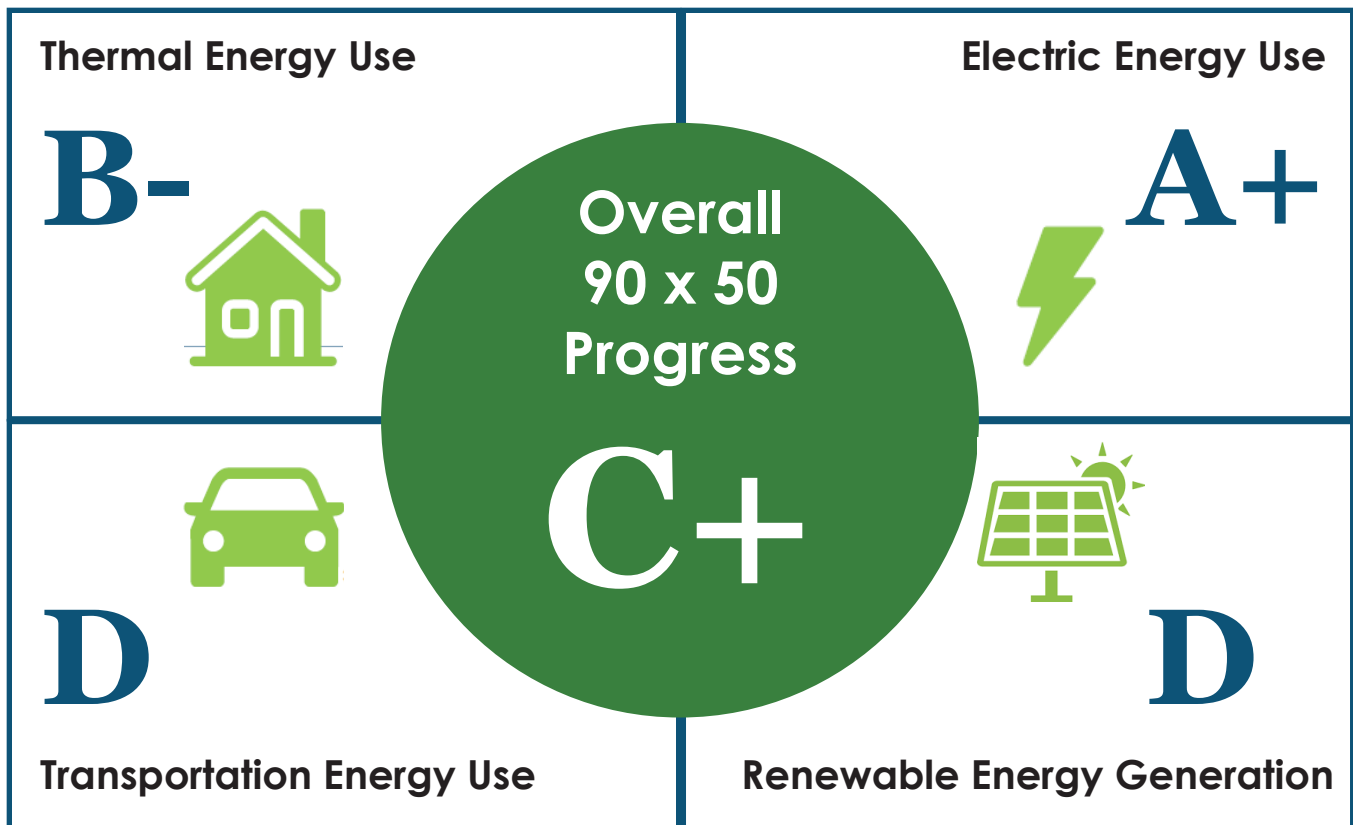 Thermal Energy Use
B-
Electric Energy Use
A+
Overall
90 x 50
Progress
C+
D
Transportation Energy Use
D
Renewable Energy Generation